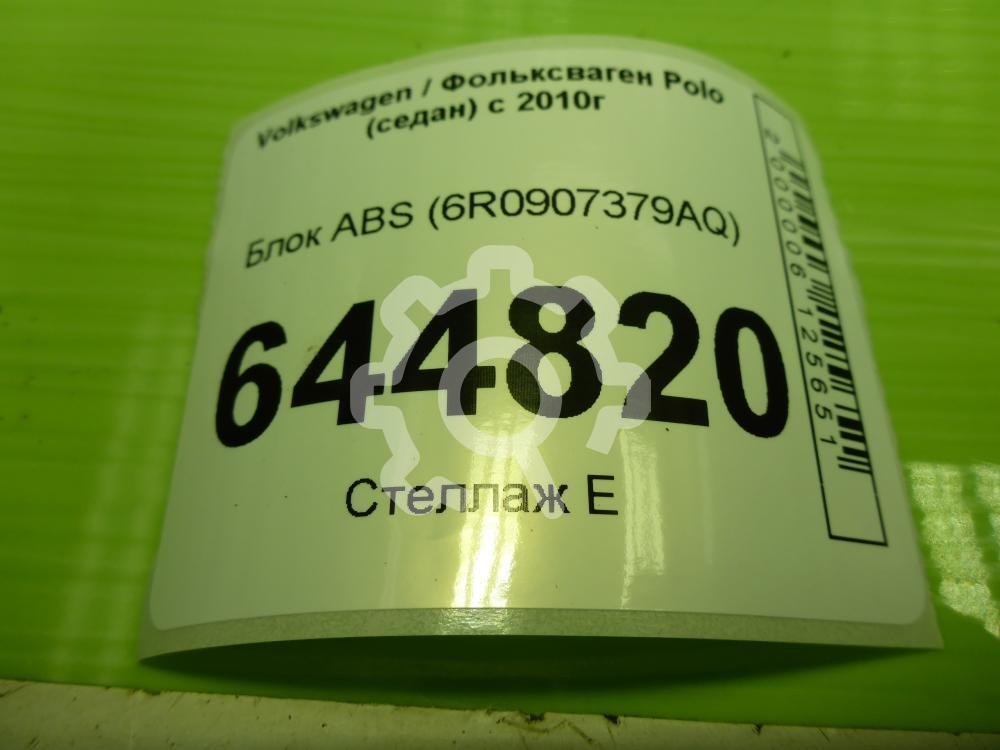 Volkswagen / Фольксваген Polo
(седан) с 2010г
Блок ABS (6R0907379AQ)
644820
Стеллаж Е
2000006125651